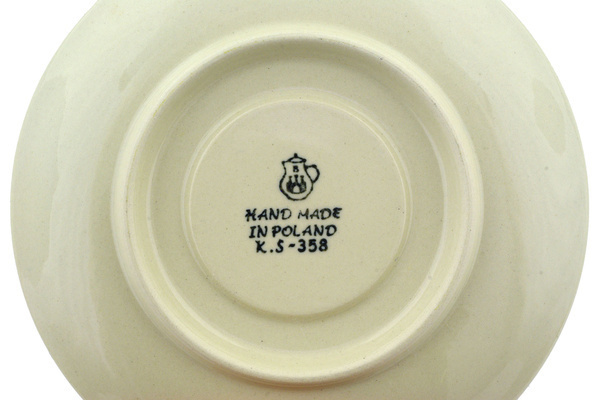 B
HAND MADE
IN POLAND
K.S-358